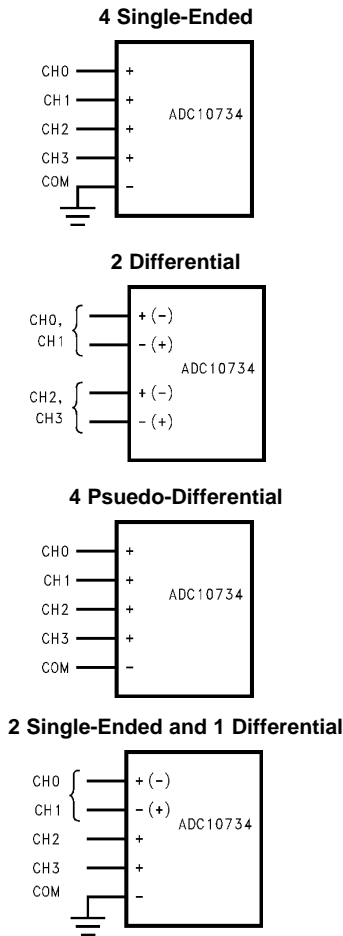 4 Single-Ended
CH0 +
CH1 +
ADC10734
CH2 +
CH3 +
COM -
2 Differential
CH0, + (-)
CH1 - (+)
ADC10734
CH2, + (-)
CH3 - (+)
4 Psuedo-Differential
CH0 +
CH1 +
ADC10734
CH2 +
CH3 +
COM -
2 Single-Ended and 1 Differential
CH0 + (-)
CH1 - (+)
ADC10734
CH2 +
CH3 +
COM -